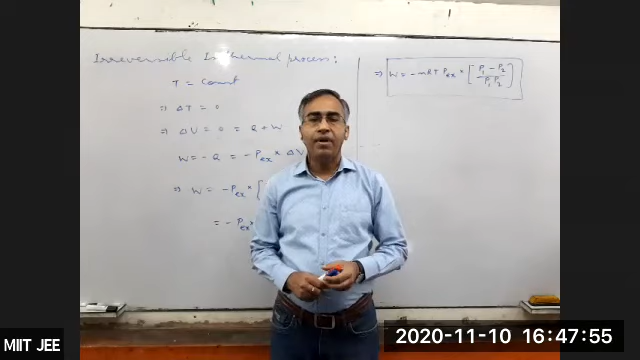 Irreversible Isothermal process :
T = Const
⇒ ΔT = 0
⇒ ΔU = 0 = Q + W
W = -Q = -Pex × ΔV
⇒ W = -Pex × [
= -Pex ×
⇒ W = -nRT Pex × [P1 - P2 / P1 P2]
MIIT JEE
2020-11-10 16:47:55